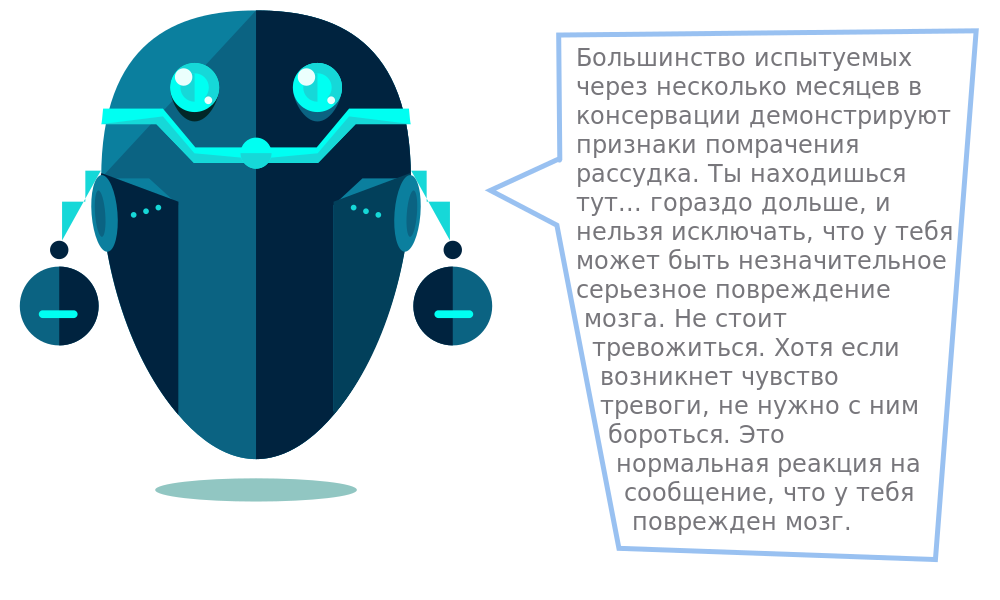 Большинство испытуемых
через несколько месяцев в
консервации демонстрируют
признаки помрачения
рассудка. Ты находишься
тут... гораздо дольше, и
нельзя исключать, что у тебя
может быть незначительное
серьезное повреждение
мозга. Не стоит
тревожиться. Хотя если
возникнет чувство
тревоги, не нужно с ним
бороться. Это
нормальная реакция на
сообщение, что у тебя
поврежден мозг.